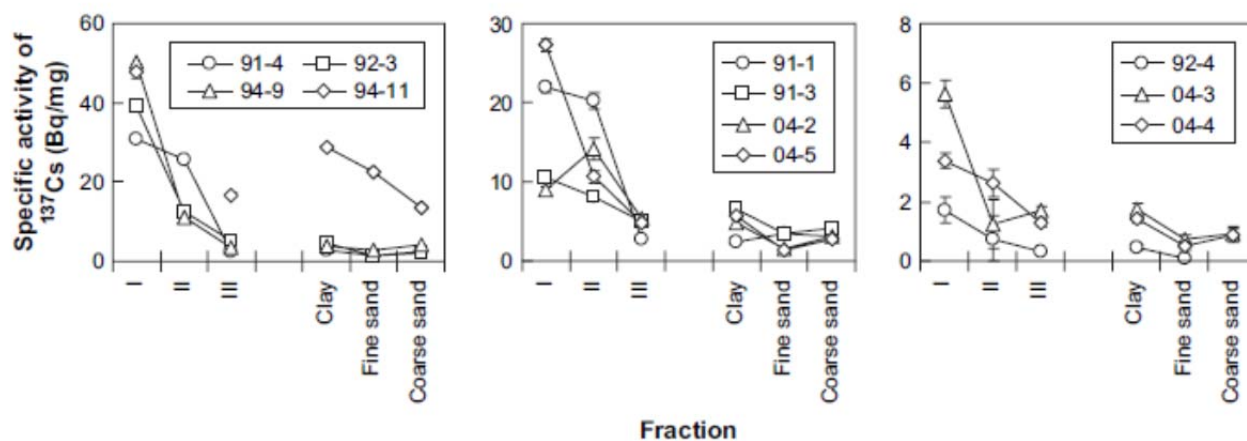 Specific activity of
¹³⁷Cs (Bq/mg)
60
40
20
0
91-4 92-3
94-9 94-11
I
II
III
Clay
Fine sand
Coarse sand
30
20
10
0
91-1
91-3
04-2
04-5
I
II
III
Clay
Fine sand
Coarse sand
8
6
4
2
0
92-4
04-3
04-4
I
II
III
Clay
Fine sand
Coarse sand
Fraction